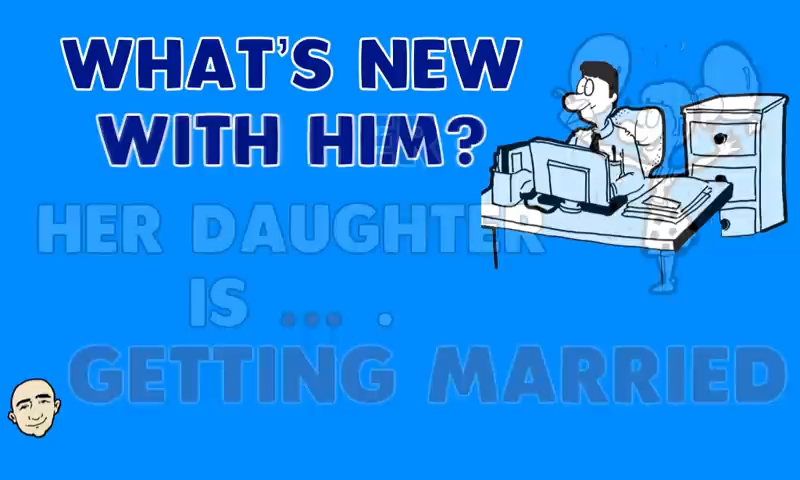 WHAT'S NEW
WITH HIM?
HER DAUGHTER
IS ... .
GETTING MARRIED